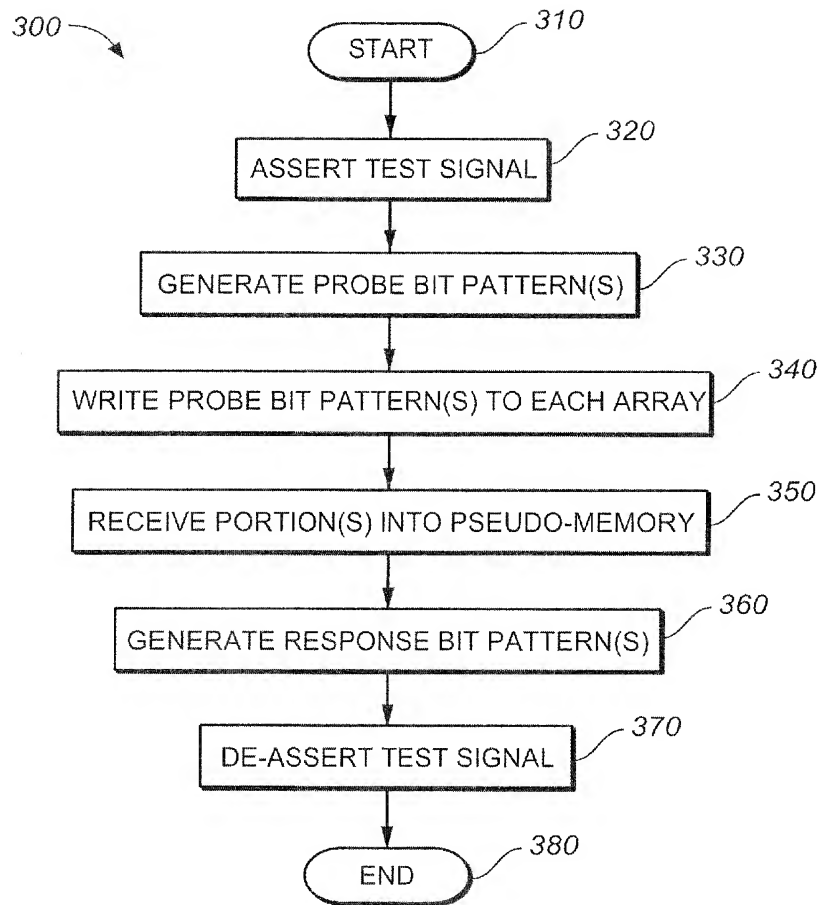 300
START
310
320
ASSERT TEST SIGNAL
330
GENERATE PROBE BIT PATTERN(S)
340
WRITE PROBE BIT PATTERN(S) TO EACH ARRAY
350
RECEIVE PORTION(S) INTO PSEUDO-MEMORY
360
GENERATE RESPONSE BIT PATTERN(S)
370
DE-ASSERT TEST SIGNAL
380
END